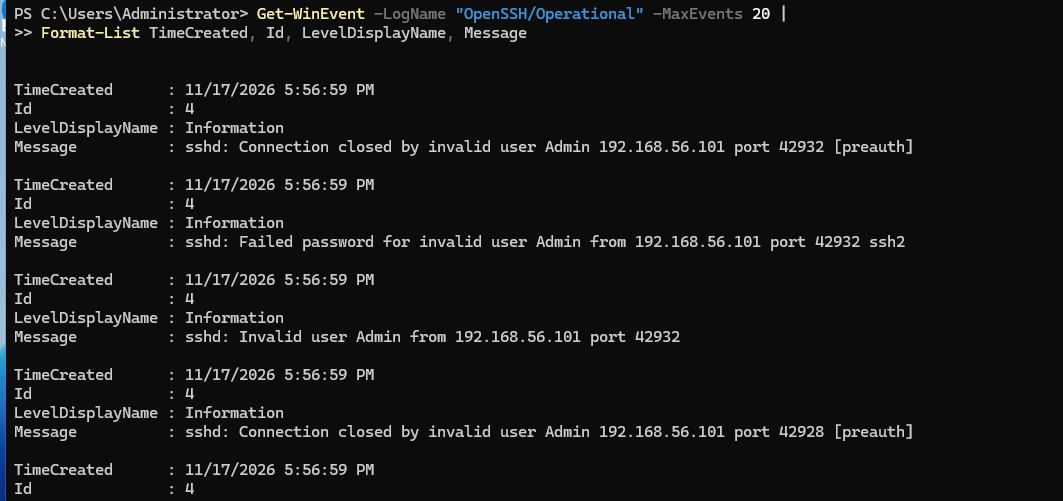 PS C:\Users\Administrator> Get-WinEvent -LogName "OpenSSH/Operational" -MaxEvents 20 |
>> Format-List TimeCreated, Id, LevelDisplayName, Message
TimeCreated      : 11/17/2026 5:56:59 PM
Id               : 4
LevelDisplayName : Information
Message          : sshd: Connection closed by invalid user Admin 192.168.56.101 port 42932 [preauth]
TimeCreated      : 11/17/2026 5:56:59 PM
Id               : 4
LevelDisplayName : Information
Message          : sshd: Failed password for invalid user Admin from 192.168.56.101 port 42932 ssh2
TimeCreated      : 11/17/2026 5:56:59 PM
Id               : 4
LevelDisplayName : Information
Message          : sshd: Invalid user Admin from 192.168.56.101 port 42932
TimeCreated      : 11/17/2026 5:56:59 PM
Id               : 4
LevelDisplayName : Information
Message          : sshd: Connection closed by invalid user Admin 192.168.56.101 port 42928 [preauth]
TimeCreated      : 11/17/2026 5:56:59 PM
Id               : 4